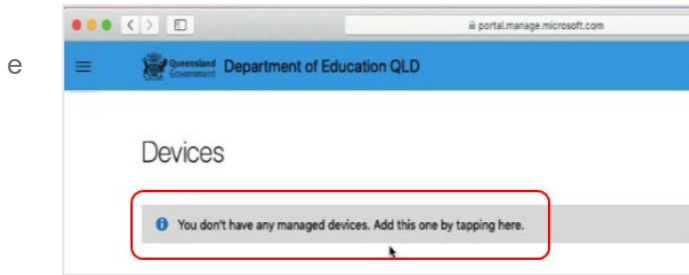 portal.manage.microsoft.com
e
Queensland
Government
Department of Education QLD
Devices
You don't have any managed devices. Add this one by tapping here.